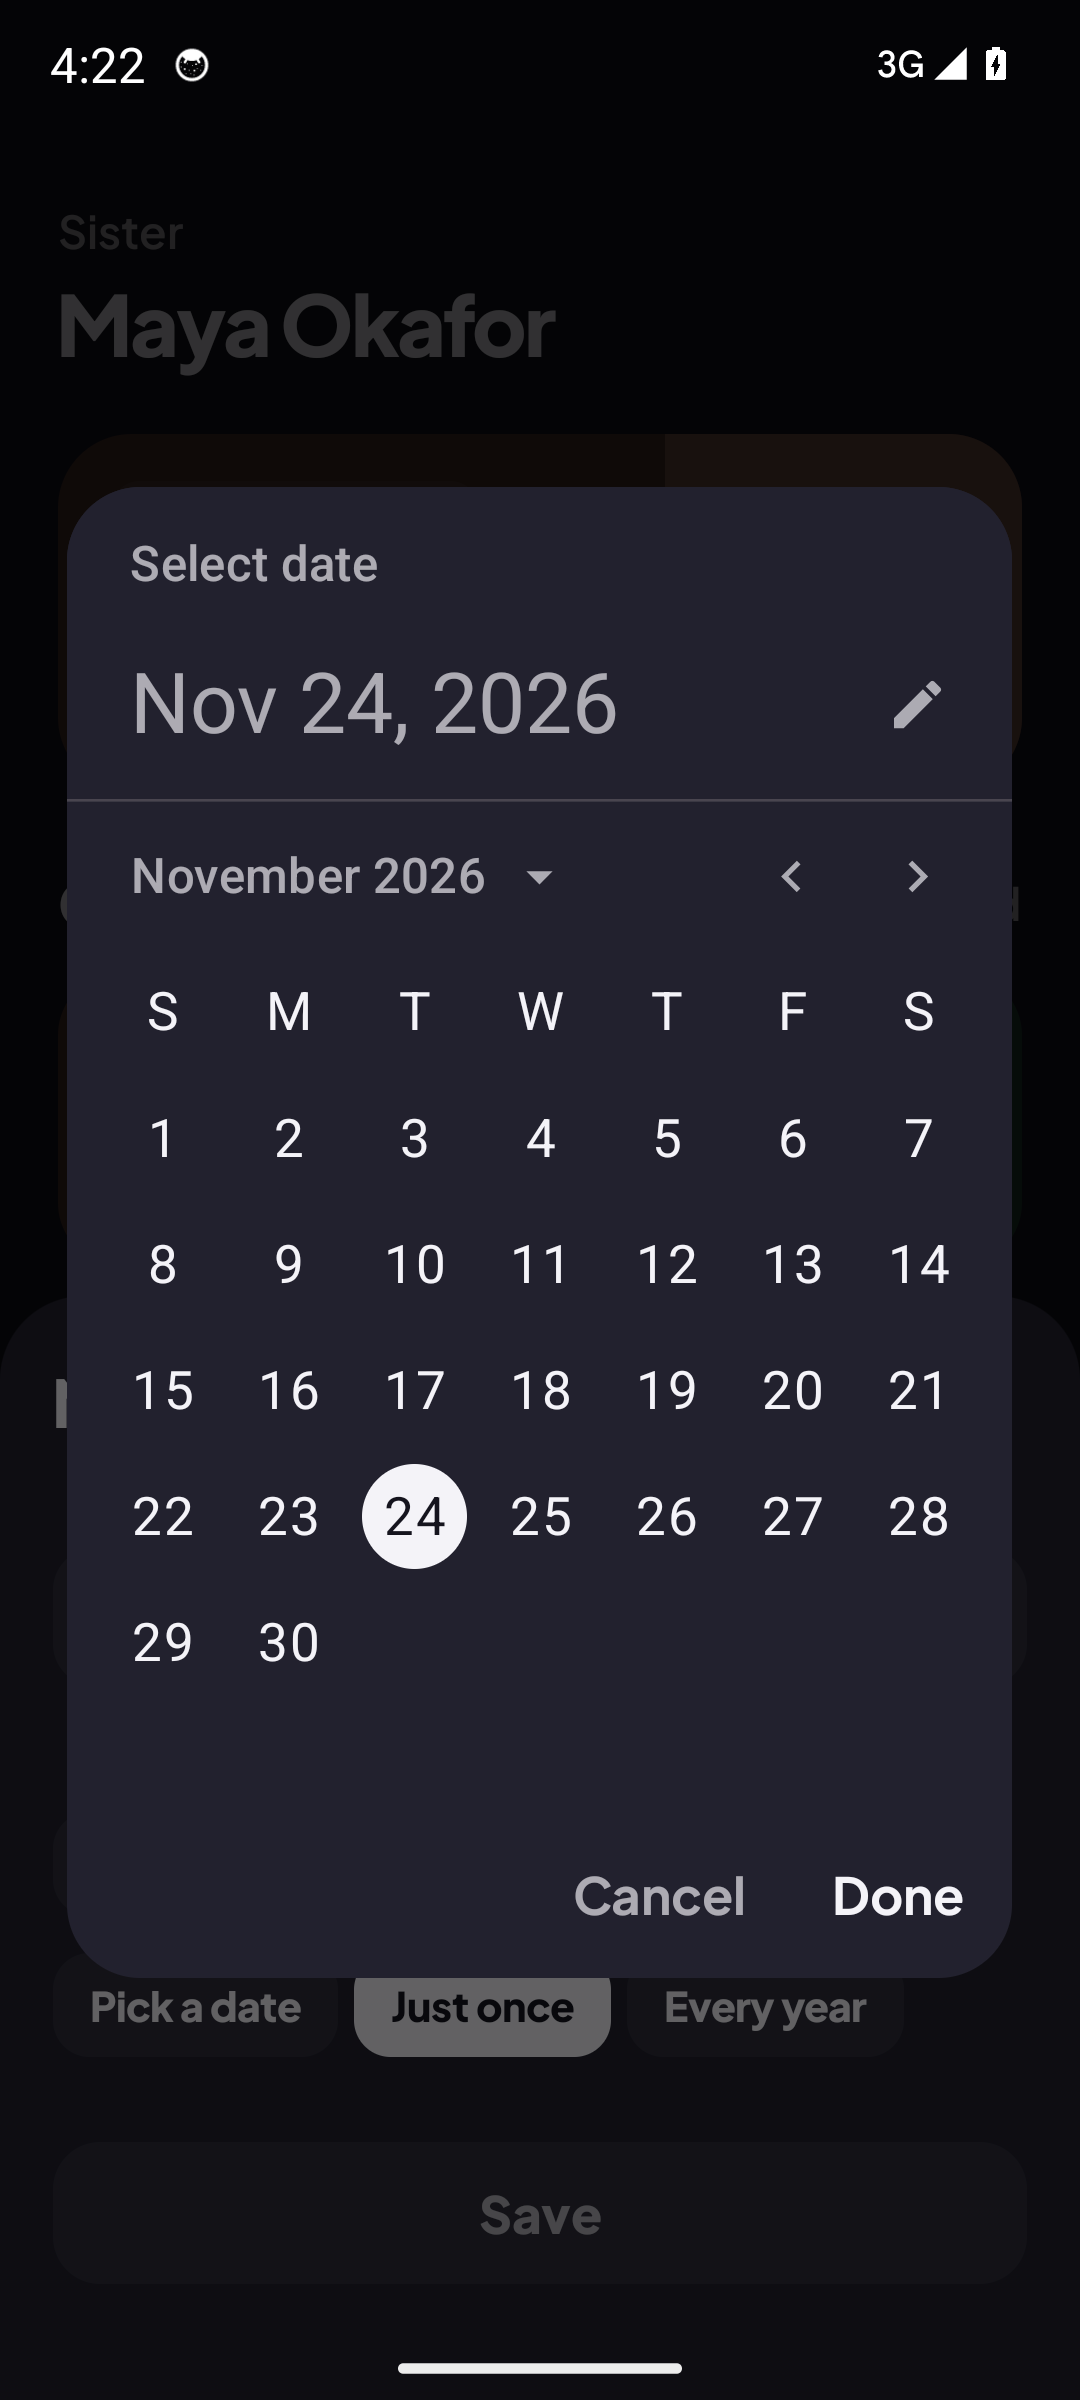 4:22
3G
Sister
Maya Okafor
Select date
Nov 24, 2026
November 2026
S M T W T F S
1 2 3 4 5 6 7
8 9 10 11 12 13 14
15 16 17 18 19 20 21
22 23 24 25 26 27 28
29 30
Cancel Done
Pick a date Just once Every year
Save